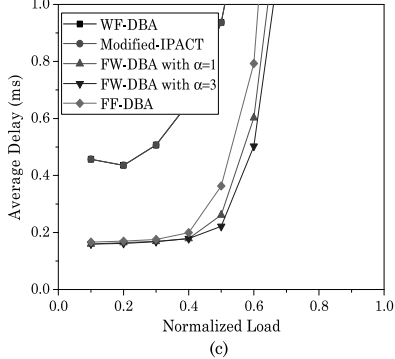 1.0
0.8
0.6
0.4
0.2
0.0
Average Delay (ms)
WF-DBA
Modified-IPACT
FW-DBA with α=1
FW-DBA with α=3
FF-DBA
0.0 0.2 0.4 0.6 0.8 1.0
Normalized Load
(c)